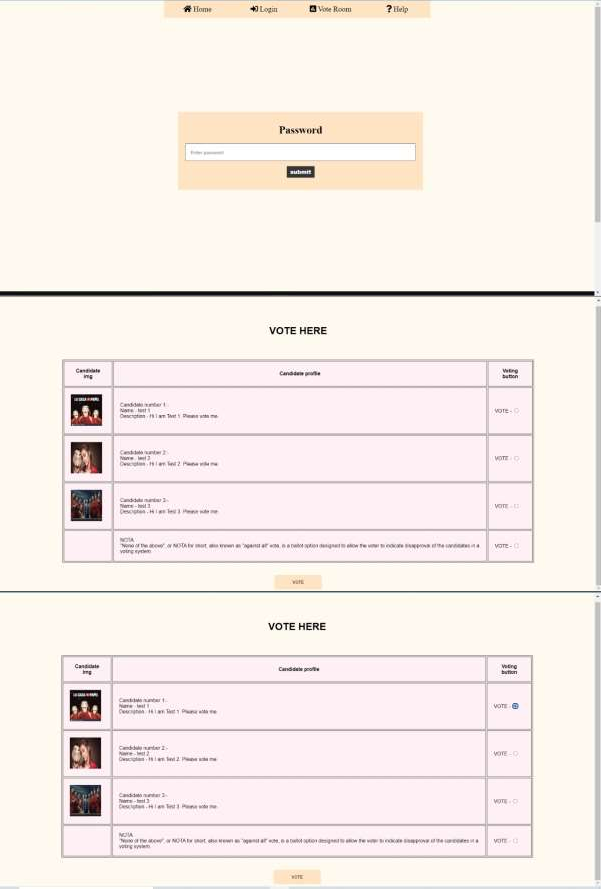 Home Login Vote Room ? Help
Password
Enter password
submit
VOTE HERE
Candidate
img
Candidate profile
Voting
button
LA CASA DE PAPEL
Candidate number 1:-
Name - test 1
Description - Hi I am Test 1. Please vote me.
VOTE -
Candidate number 2:-
Name - test 2
Description - Hi I am Test 2. Please vote me.
VOTE -
Candidate number 3:-
Name - test 3
Description - Hi I am Test 3. Please vote me.
VOTE -
NOTA
"None of the above", or NOTA for short, also known as "against all" vote, is a ballot option designed to allow the voter to indicate disapproval of the candidates in a
voting system.
VOTE -
VOTE
VOTE HERE
Candidate
img
Candidate profile
Voting
button
LA CASA DE PAPEL
Candidate number 1:-
Name - test 1
Description - Hi I am Test 1. Please vote me.
VOTE -
Candidate number 2:-
Name - test 2
Description - Hi I am Test 2. Please vote me.
VOTE -
Candidate number 3:-
Name - test 3
Description - Hi I am Test 3. Please vote me.
VOTE -
NOTA
"None of the above", or NOTA for short, also known as "against all" vote, is a ballot option designed to allow the voter to indicate disapproval of the candidates in a
voting system.
VOTE -
VOTE